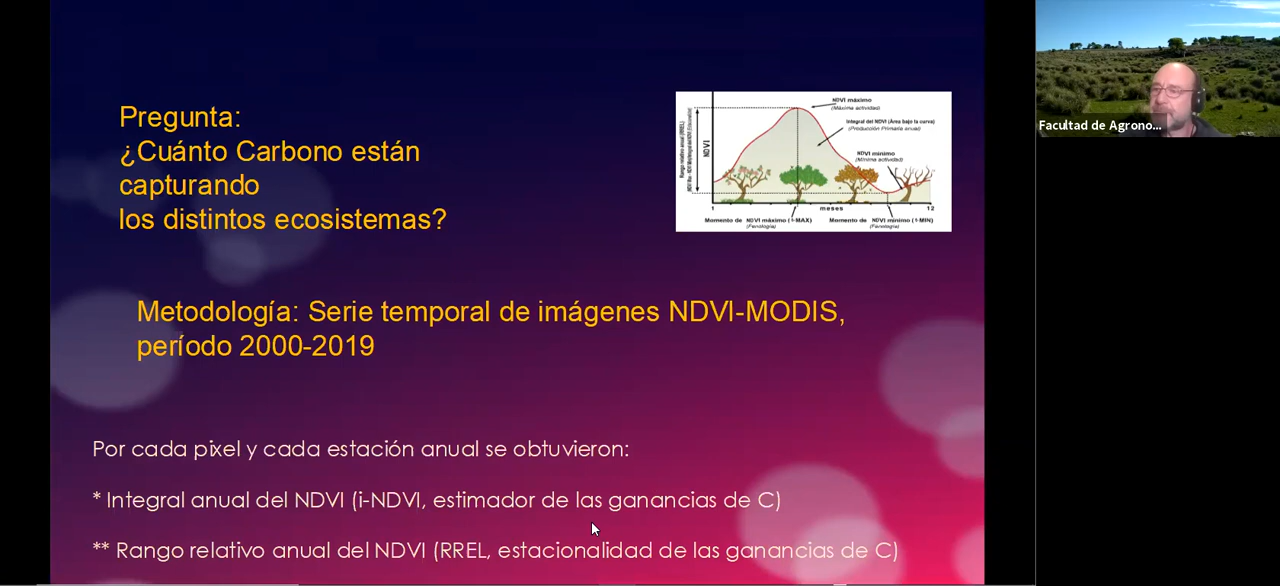 Pregunta:
¿Cuánto Carbono están
capturando
los distintos ecosistemas?
NDVI máximo
(Máxima actividad)
Integral del NDVI (Área bajo la curva)
(Producción Primaria anual)
NDVI mínimo
(Mínima actividad)
NDVI
1
meses
12
Momento de NDVI máximo (t-MAX)
(Fenología)
Momento de NDVI mínimo (t-MIN)
(Fenología)
Metodología: Serie temporal de imágenes NDVI-MODIS,
período 2000-2019
Por cada pixel y cada estación anual se obtuvieron:
* Integral anual del NDVI (i-NDVI, estimador de las ganancias de C)
** Rango relativo anual del NDVI (RREL, estacionalidad de las ganancias de C)
Facultad de Agrono...